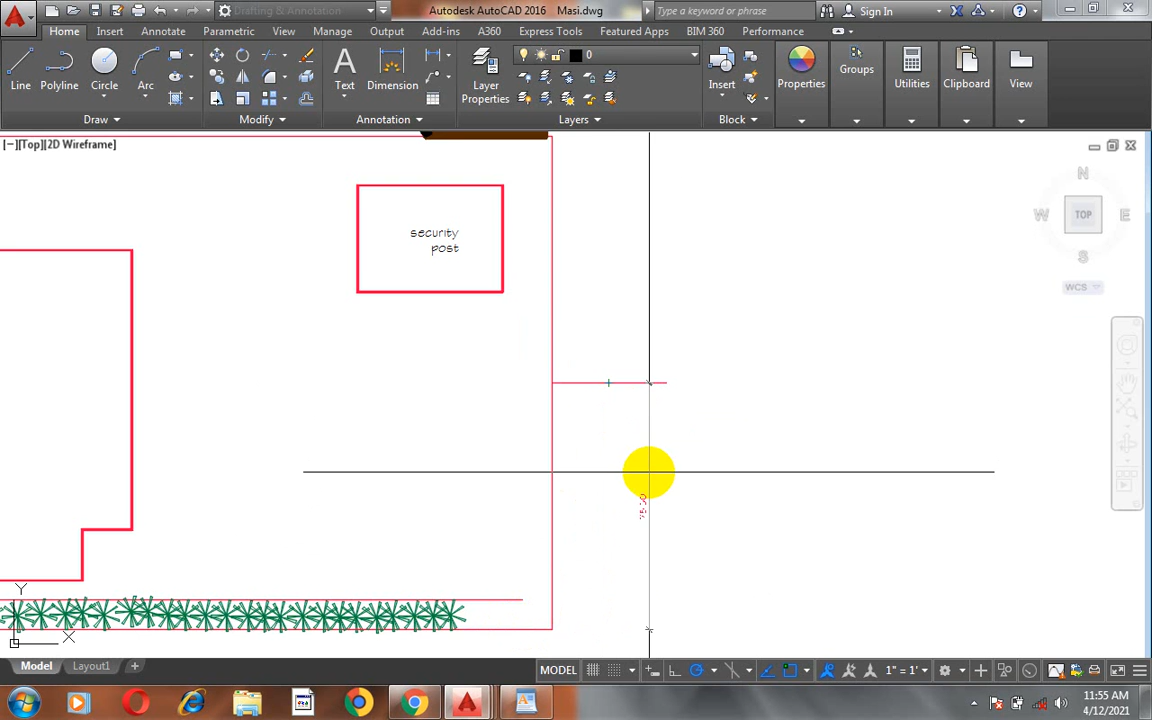 Drafting & Annotation
Autodesk AutoCAD 2016 Masi.dwg
Type a keyword or phrase
Sign In
Home Insert Annotate Parametric View Manage Output Add-ins A360 Express Tools Featured Apps BIM 360 Performance
Line Polyline Circle Arc
Text Dimension
Layer Properties
0
Insert
Properties
Groups
Utilities
Clipboard
View
Draw Modify Annotation Layers Block
[−][Top][2D Wireframe]
N
W TOP E
S
WCS
security
post
Y
X
Model Layout1 +
MODEL
1" = 1'
11:55 AM
4/12/2021